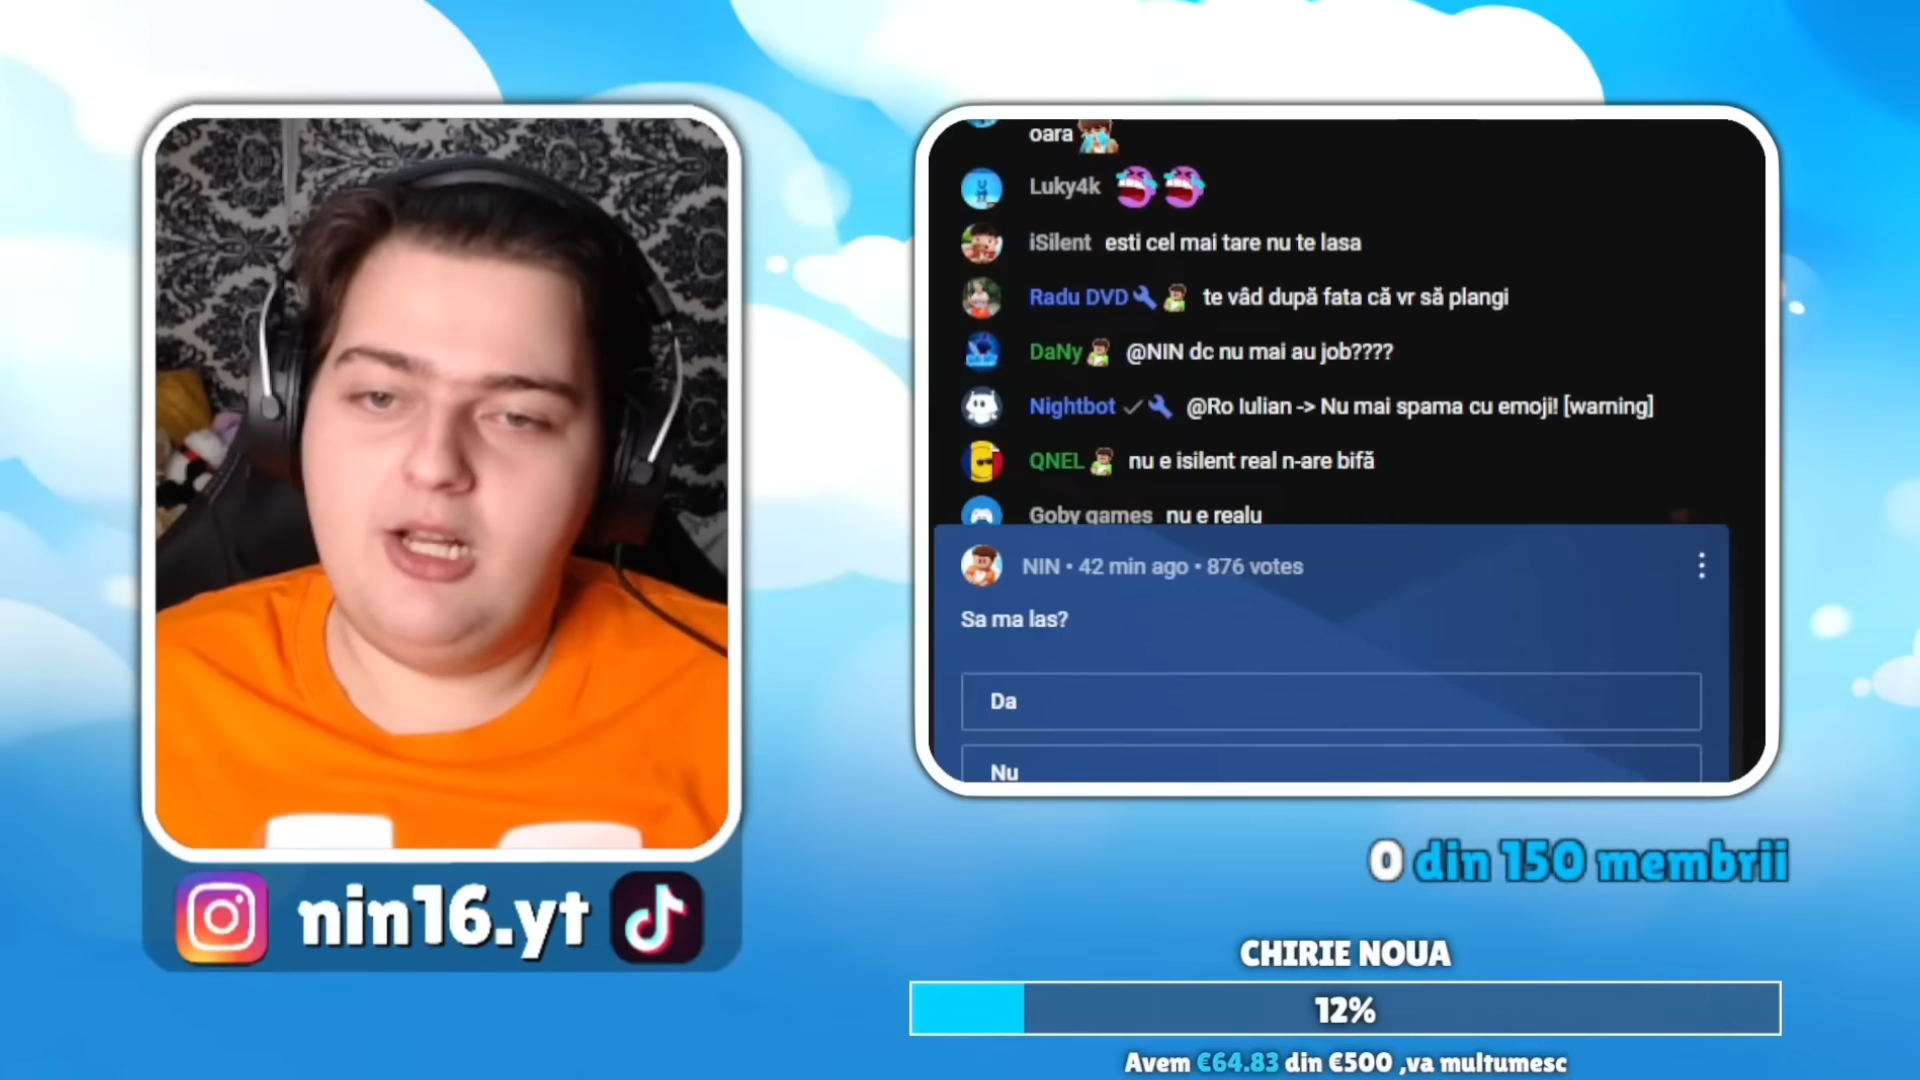 oara
Luky4k
iSilent esti cel mai tare nu te lasa
Radu DVD te vâd după fata că vr să plangi
DaNy @NIN dc nu mai au job????
Nightbot @Ro Iulian -> Nu mai spama cu emoji! [warning]
QNEL nu e isilent real n-are bifă
Goby games nu e realu
NIN • 42 min ago • 876 votes
Sa ma las?
Da
Nu
0 din 150 membrii
nin16.yt
CHIRIE NOUA
12%
Avem €64.83 din €500 ,va multumesc